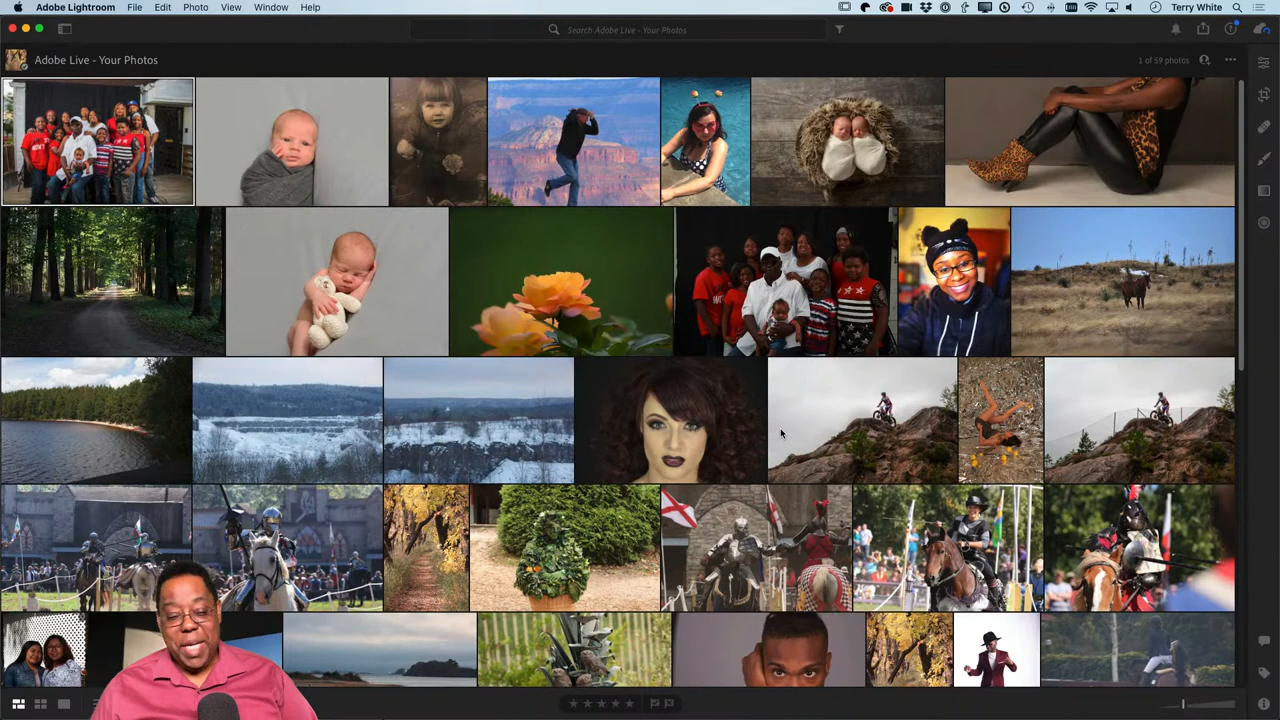 Adobe Lightroom File Edit Photo View Window Help Terry White
Search Adobe Live - Your Photos
Adobe Live - Your Photos 1 of 59 photos